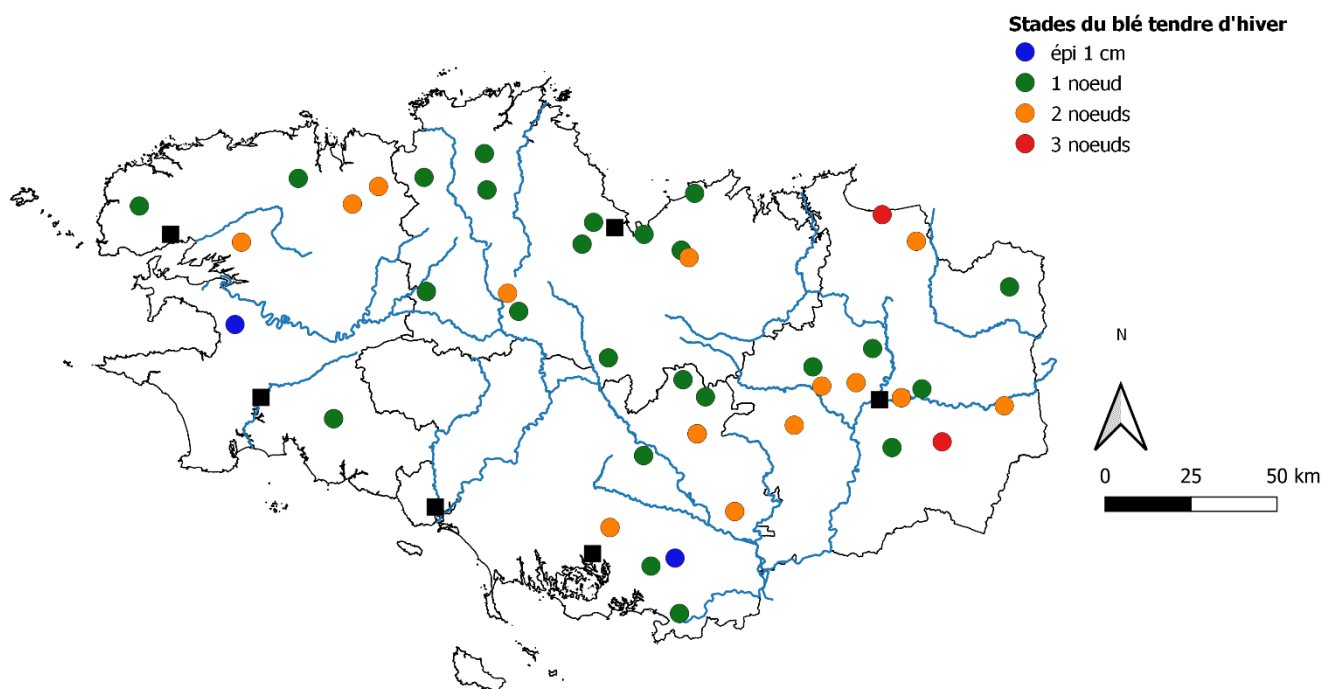 Stades du blé tendre d'hiver
épi 1 cm
1 noeud
2 noeuds
3 noeuds
N
0 25 50 km